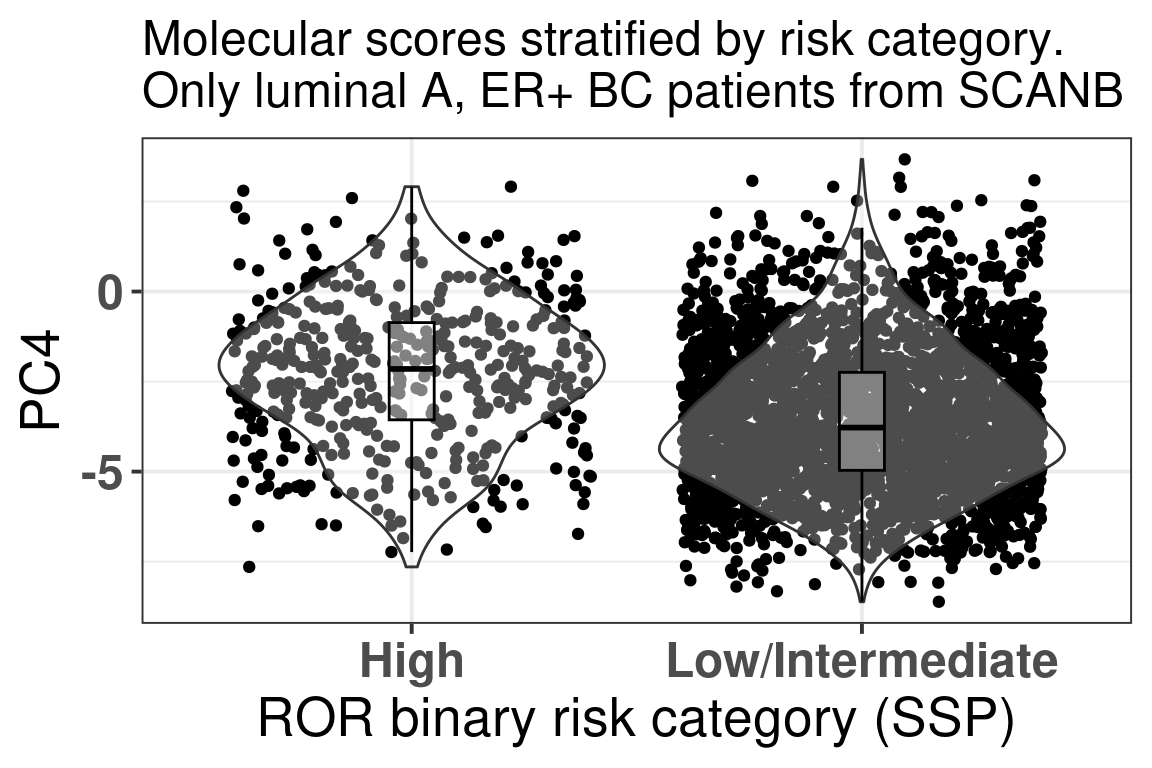 Molecular scores stratified by risk category.
Only luminal A, ER+ BC patients from SCANB
PC4
0
-5
High
Low/Intermediate
ROR binary risk category (SSP)